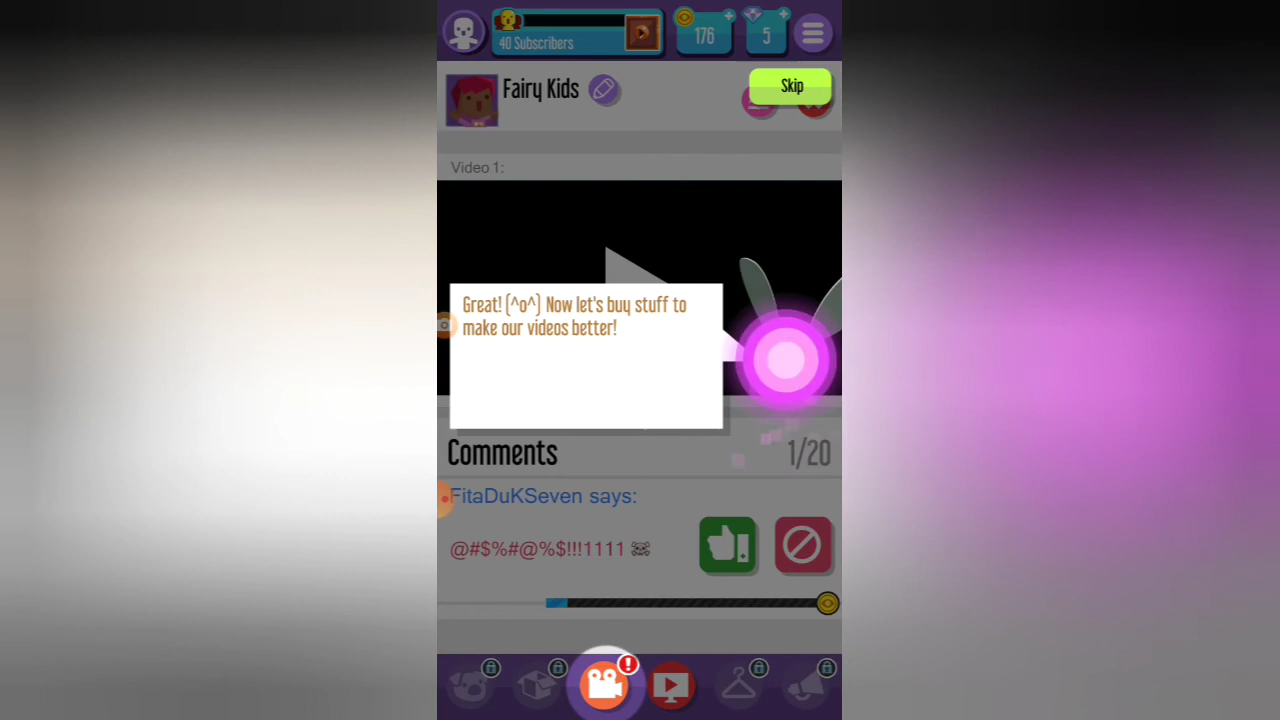 40 Subscribers
176
5
Fairy Kids
Skip
Video 1:
Great! (^o^) Now let's buy stuff to
make our videos better!
Comments
1/20
FitaDuKSeven says:
@#$%#@%$!!!1111 ☠
!